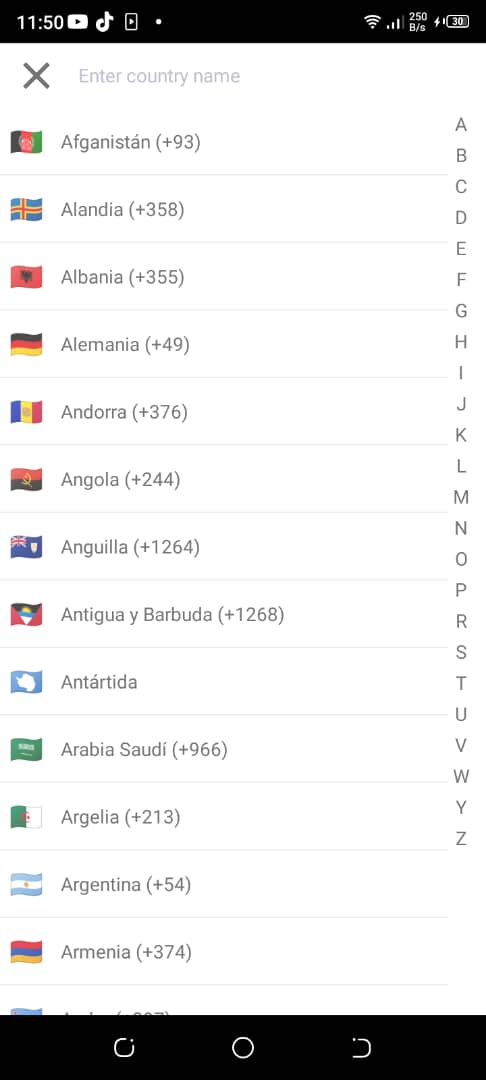 11:50
250
B/s
30
Enter country name
Afganistán (+93)
Alandia (+358)
Albania (+355)
Alemania (+49)
Andorra (+376)
Angola (+244)
Anguilla (+1264)
Antigua y Barbuda (+1268)
Antártida
Arabia Saudí (+966)
Argelia (+213)
Argentina (+54)
Armenia (+374)
A
B
C
D
E
F
G
H
I
J
K
L
M
N
O
P
R
S
T
U
V
W
Y
Z